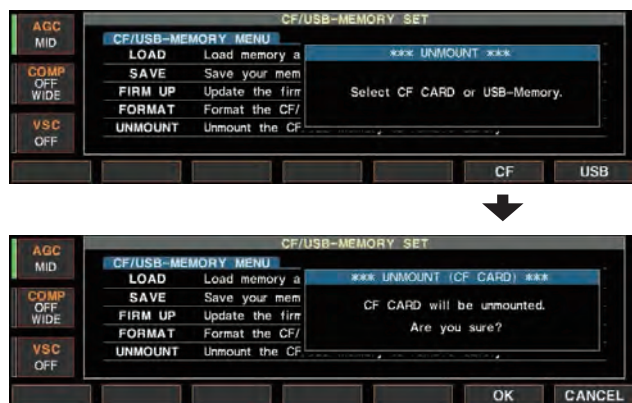 CF/USB-MEMORY SET
AGC
MID
COMP
OFF
WIDE
VSC
OFF
CF/USB-MEMORY MENU
LOAD Load memory a
SAVE Save your mem
FIRM UP Update the firm
FORMAT Format the CF/
UNMOUNT Unmount the CF
*** UNMOUNT ***
Select CF CARD or USB-Memory.
CF USB
CF/USB-MEMORY SET
AGC
MID
COMP
OFF
WIDE
VSC
OFF
CF/USB-MEMORY MENU
LOAD Load memory a
SAVE Save your mem
FIRM UP Update the firm
FORMAT Format the CF/
UNMOUNT Unmount the CF
*** UNMOUNT (CF CARD) ***
CF CARD will be unmounted.
Are you sure?
OK CANCEL